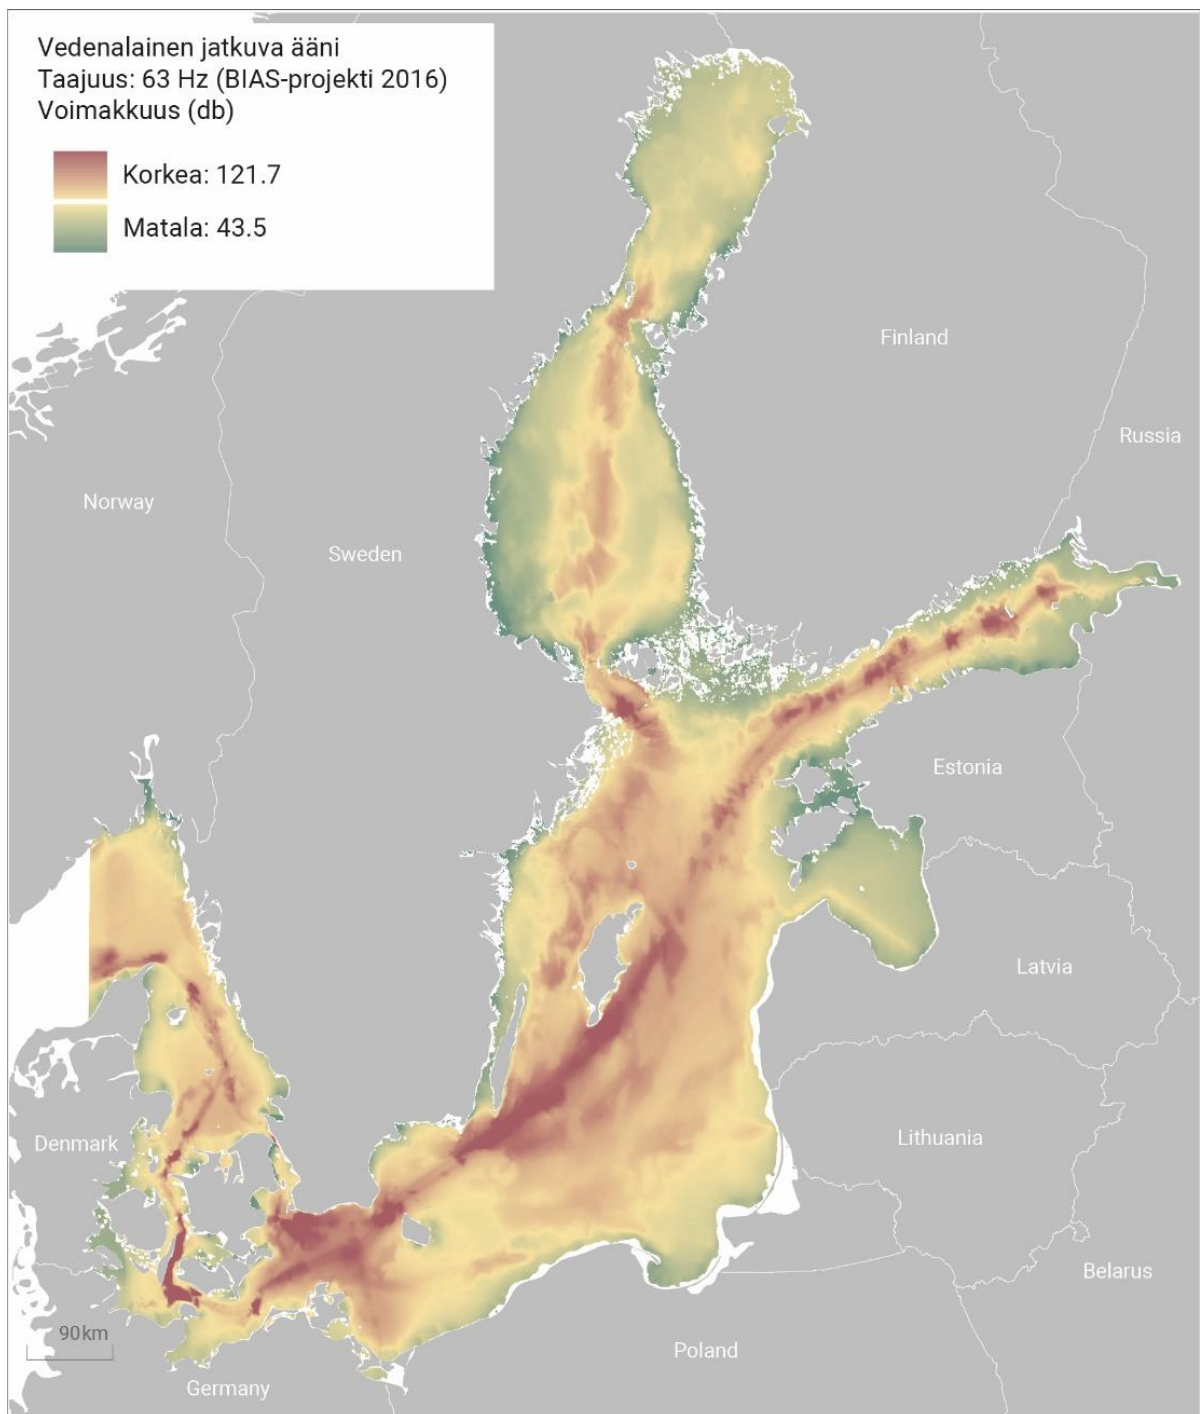 Vedenalainen jatkuva ääni
Taajuus: 63 Hz (BIAS-projekti 2016)
Voimakkuus (db)
Korkea: 121.7
Matala: 43.5
Finland
Russia
Norway
Sweden
Estonia
Latvia
Denmark
Lithuania
Belarus
90km
Poland
Germany